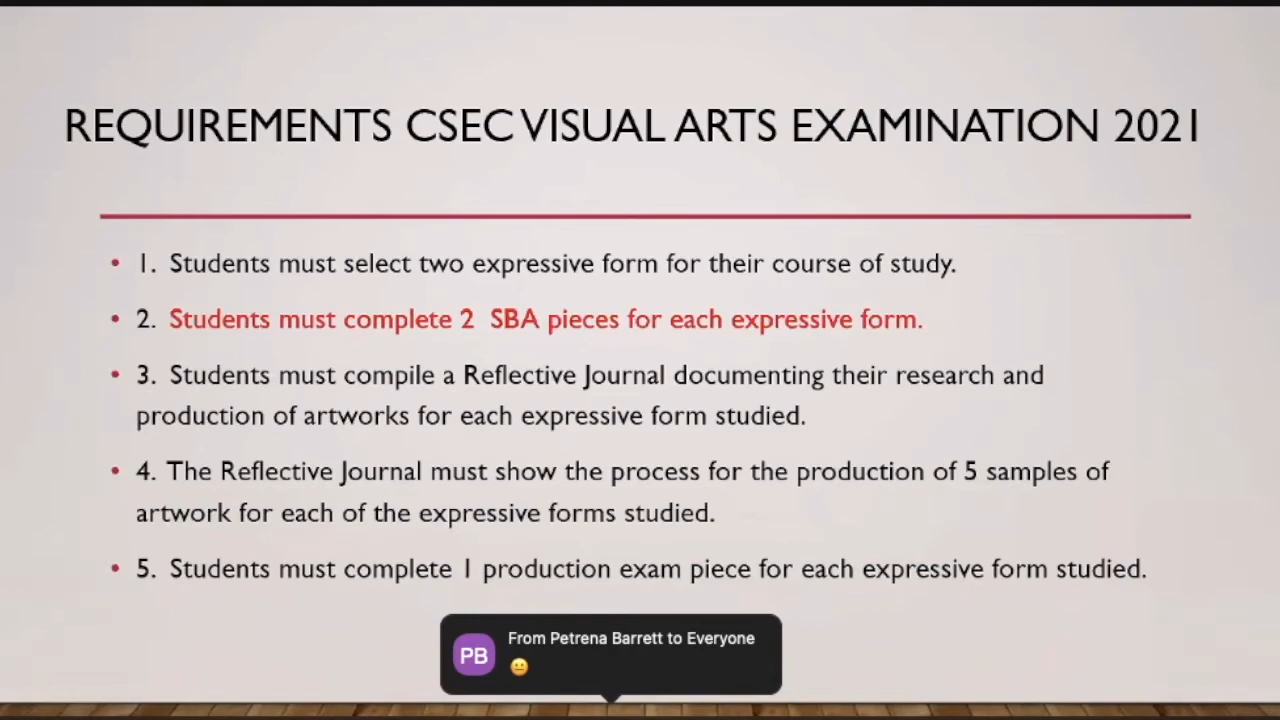 REQUIREMENTS CSEC VISUAL ARTS EXAMINATION 2021
• 1. Students must select two expressive form for their course of study.
• 2. Students must complete 2 SBA pieces for each expressive form.
• 3. Students must compile a Reflective Journal documenting their research and
production of artworks for each expressive form studied.
• 4. The Reflective Journal must show the process for the production of 5 samples of
artwork for each of the expressive forms studied.
• 5. Students must complete 1 production exam piece for each expressive form studied.
PB
From Petrena Barrett to Everyone
😐